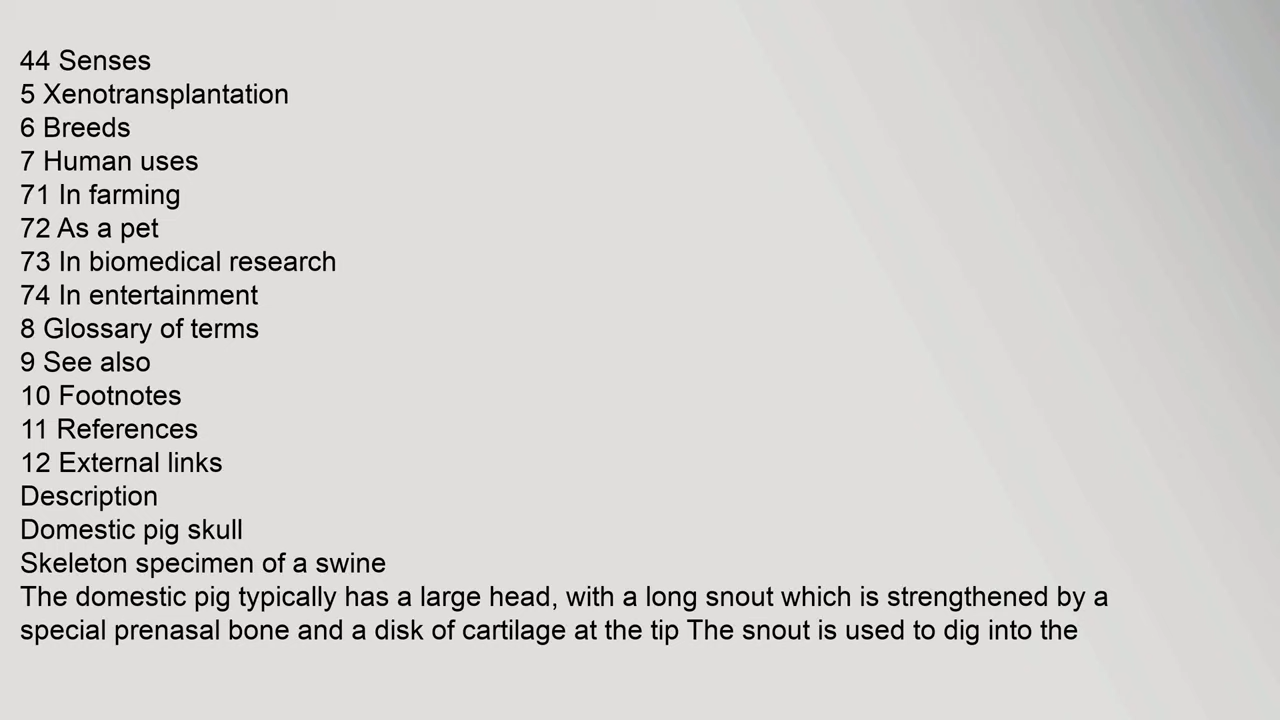 44 Senses
5 Xenotransplantation
6 Breeds
7 Human uses
71 In farming
72 As a pet
73 In biomedical research
74 In entertainment
8 Glossary of terms
9 See also
10 Footnotes
11 References
12 External links
Description
Domestic pig skull
Skeleton specimen of a swine
The domestic pig typically has a large head, with a long snout which is strengthened by a
special prenasal bone and a disk of cartilage at the tip The snout is used to dig into the